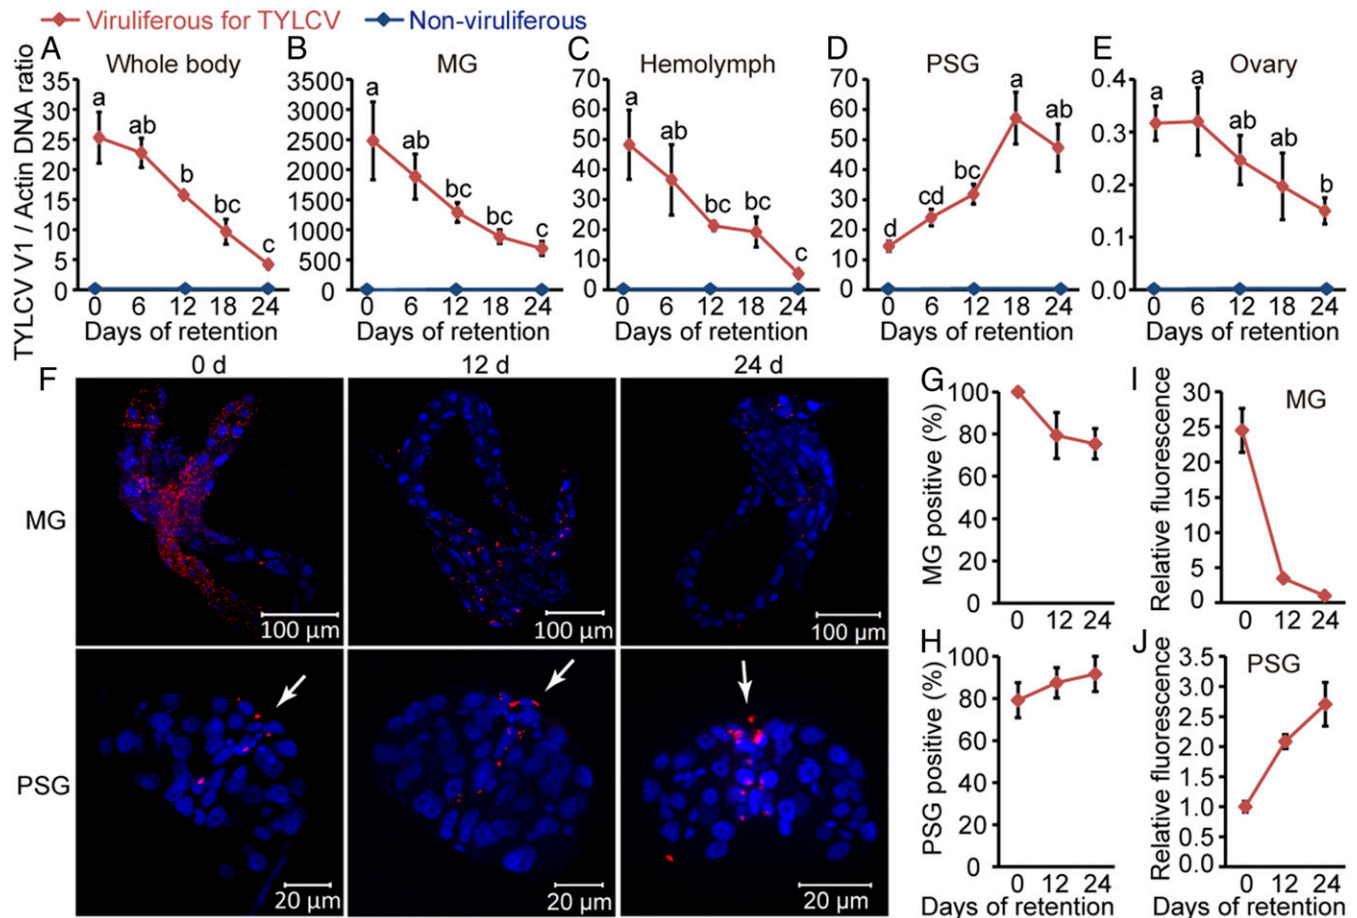 Viruliferous for TYLCV Non-viruliferous
A Whole body B MG C Hemolymph D PSG E Ovary
TYLCV V1 / Actin DNA ratio
35 30 25 20 15 10 5 0
a ab b bc c
0 6 12 18 24
Days of retention
3500 3000 2500 2000 1500 1000 500 0
a ab bc bc c
0 6 12 18 24
Days of retention
70 60 50 40 30 20 10 0
a ab bc bc c
0 6 12 18 24
Days of retention
70 60 50 40 30 20 10 0
d cd bc a ab
0 6 12 18 24
Days of retention
0.4 0.3 0.2 0.1 0.0
a a ab ab b
0 6 12 18 24
Days of retention
F 0 d 12 d 24 d
MG
100 μm 100 μm 100 μm
PSG
20 μm 20 μm 20 μm
G
MG positive (%)
100 80 60 40 20 0
0 12 24
I MG
Relative fluorescence
30 25 20 15 10 5 0
0 12 24
H
PSG positive (%)
100 80 60 40 20 0
0 12 24
Days of retention
J PSG
Relative fluorescence
3.5 3.0 2.5 2.0 1.5 1.0 0.5 0.0
0 12 24
Days of retention